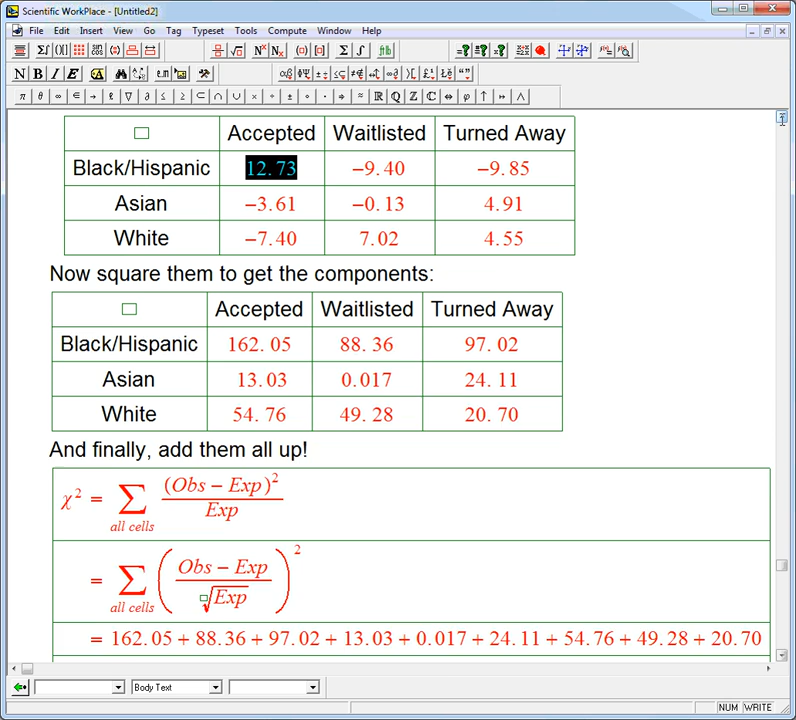 Scientific WorkPlace - [Untitled2]
File Edit Insert View Go Tag Typeset Tools Compute Window Help
Accepted Waitlisted Turned Away
Black/Hispanic 12.73 −9.40 −9.85
Asian −3.61 −0.13 4.91
White −7.40 7.02 4.55
Now square them to get the components:
Accepted Waitlisted Turned Away
Black/Hispanic 162.05 88.36 97.02
Asian 13.03 0.017 24.11
White 54.76 49.28 20.70
And finally, add them all up!
χ² = ∑ (Obs − Exp)² / Exp
all cells
= ∑ ( Obs − Exp / √Exp )²
all cells
= 162.05 + 88.36 + 97.02 + 13.03 + 0.017 + 24.11 + 54.76 + 49.28 + 20.70
Body Text
NUM WRITE